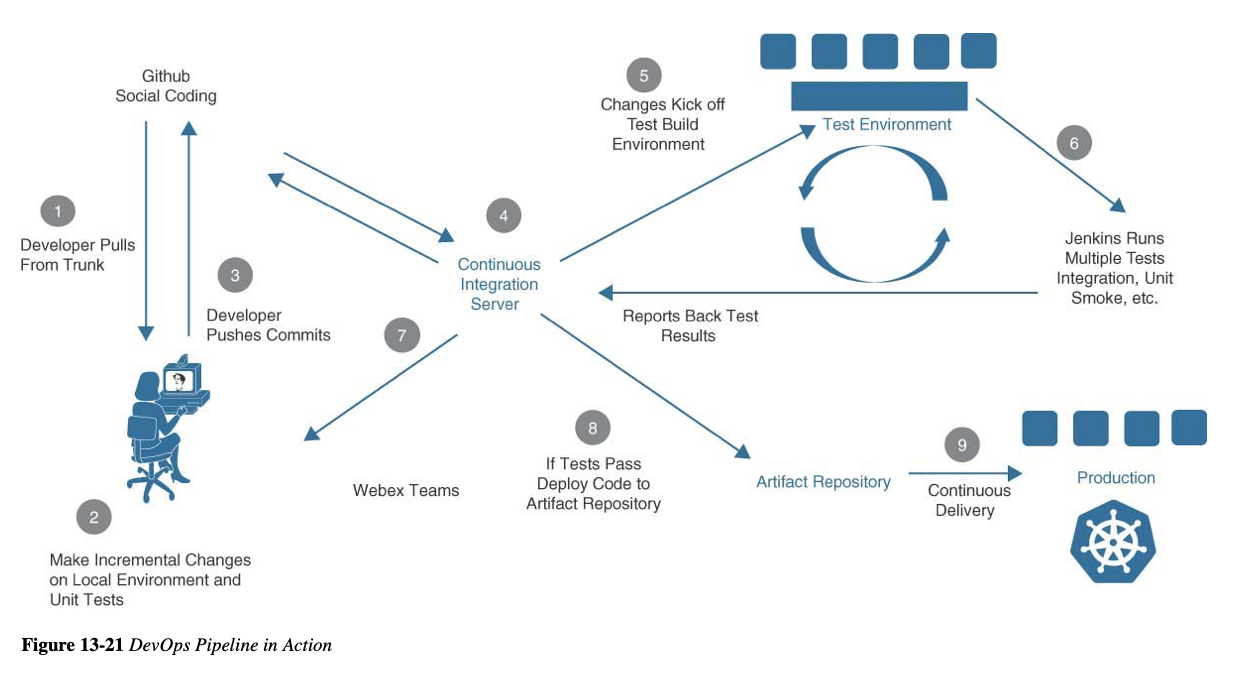 Github
Social Coding
1
Developer Pulls
From Trunk
3
Developer
Pushes Commits
2
Make Incremental Changes
on Local Environment and
Unit Tests
4
Continuous
Integration
Server
5
Changes Kick off
Test Build
Environment
Test Environment
6
Jenkins Runs
Multiple Tests
Integration, Unit
Smoke, etc.
Reports Back Test
Results
7
Webex Teams
8
If Tests Pass
Deploy Code to
Artifact Repository
Artifact Repository
9
Continuous
Delivery
Production
Figure 13-21 DevOps Pipeline in Action